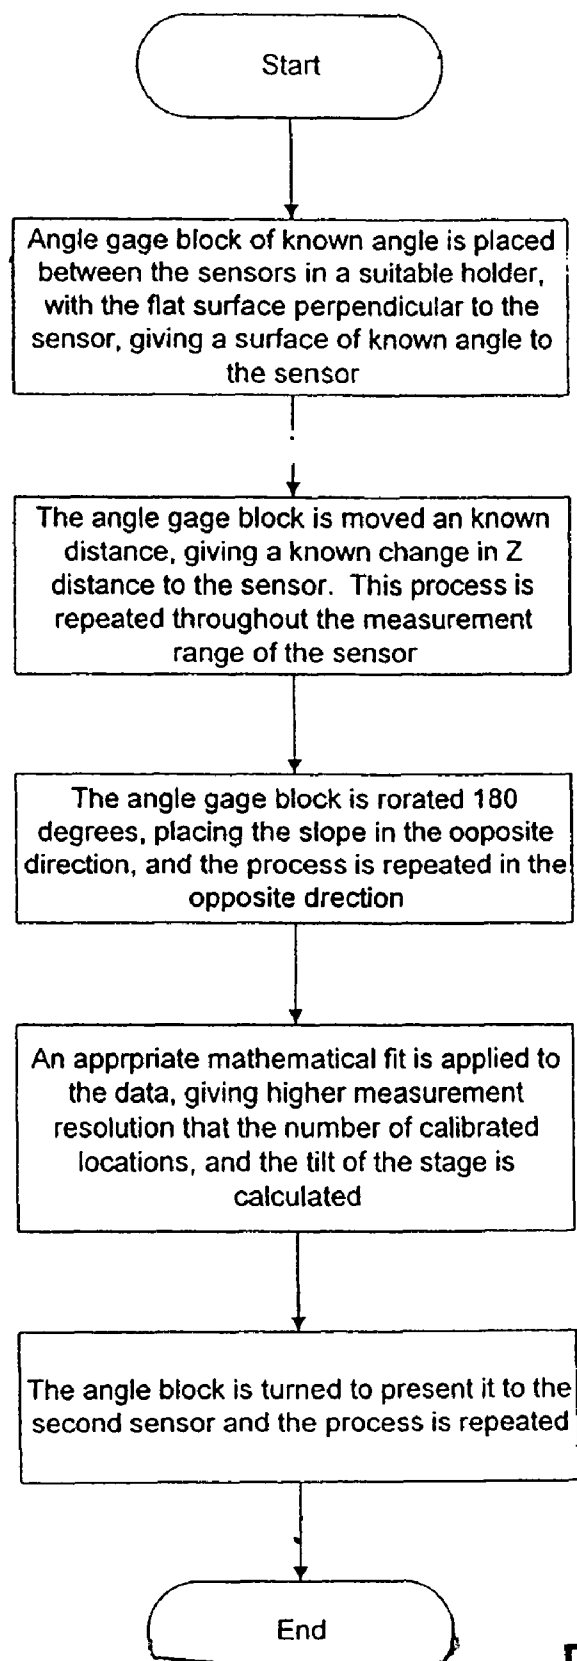 Start
Angle gage block of known angle is placed
between the sensors in a suitable holder,
with the flat surface perpendicular to the
sensor, giving a surface of known angle to
the sensor
The angle gage block is moved an known
distance, giving a known change in Z
distance to the sensor. This process is
repeated throughout the measurement
range of the sensor
The angle gage block is rorated 180
degrees, placing the slope in the oopposite
direction, and the process is repeated in the
opposite drection
An apprpriate mathematical fit is applied to
the data, giving higher measurement
resolution that the number of calibrated
locations, and the tilt of the stage is
calculated
The angle block is turned to present it to the
second sensor and the process is repeated
End